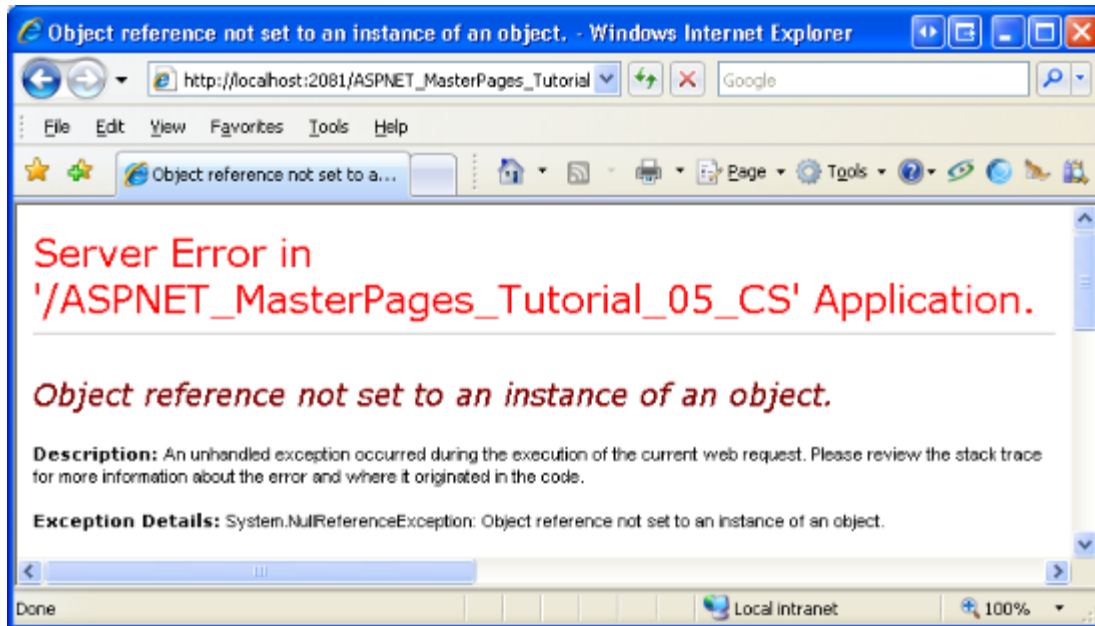 Object reference not set to an instance of an object. - Windows Internet Explorer
http://localhost:2081/ASPNET_MasterPages_Tutorial
Google
File Edit View Favorites Tools Help
Object reference not set to a...
Page Tools
Server Error in
'/ASPNET_MasterPages_Tutorial_05_CS' Application.
Object reference not set to an instance of an object.
Description: An unhandled exception occurred during the execution of the current web request. Please review the stack trace
for more information about the error and where it originated in the code.
Exception Details: System.NullReferenceException: Object reference not set to an instance of an object.
Done Local intranet 100%